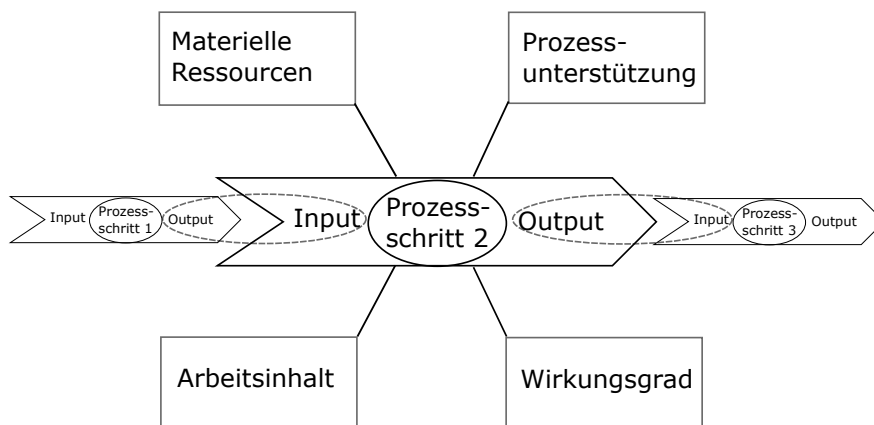 Materielle
Ressourcen
Prozess-
unterstützung
Input
Prozess-
schritt 1
Output
Input
Prozess-
schritt 2
Output
Input
Prozess-
schritt 3
Output
Arbeitsinhalt
Wirkungsgrad